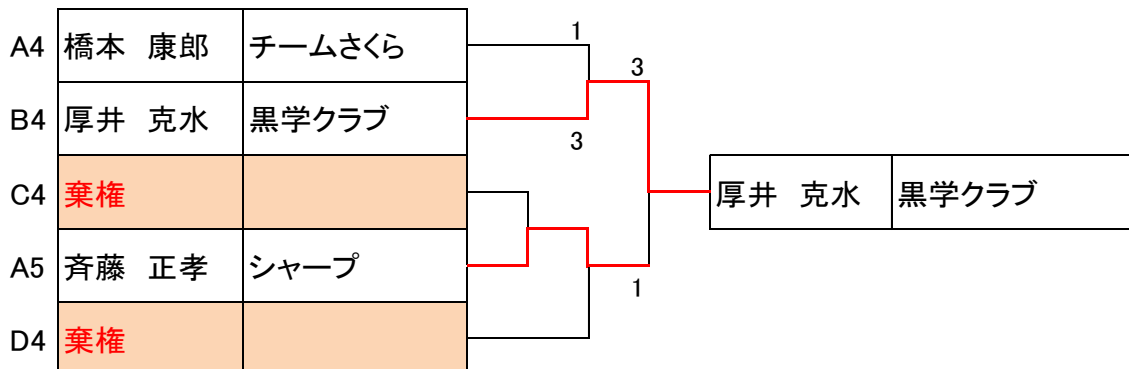 A4 橋本 康郎 チームさくら 1
3
B4 厚井 克水 黒学クラブ 3
C4 棄権 厚井 克水 黒学クラブ
A5 斉藤 正孝 シャープ 1
D4 棄権